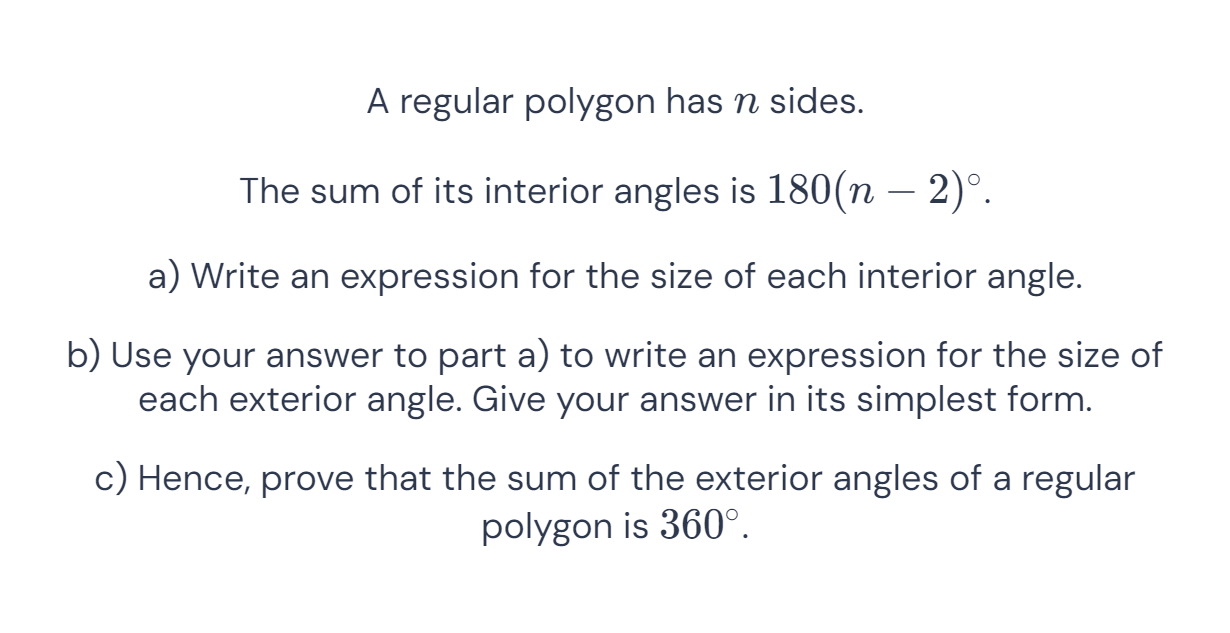 A regular polygon has n sides.
The sum of its interior angles is 180(n − 2)°.
a) Write an expression for the size of each interior angle.
b) Use your answer to part a) to write an expression for the size of
each exterior angle. Give your answer in its simplest form.
c) Hence, prove that the sum of the exterior angles of a regular
polygon is 360°.